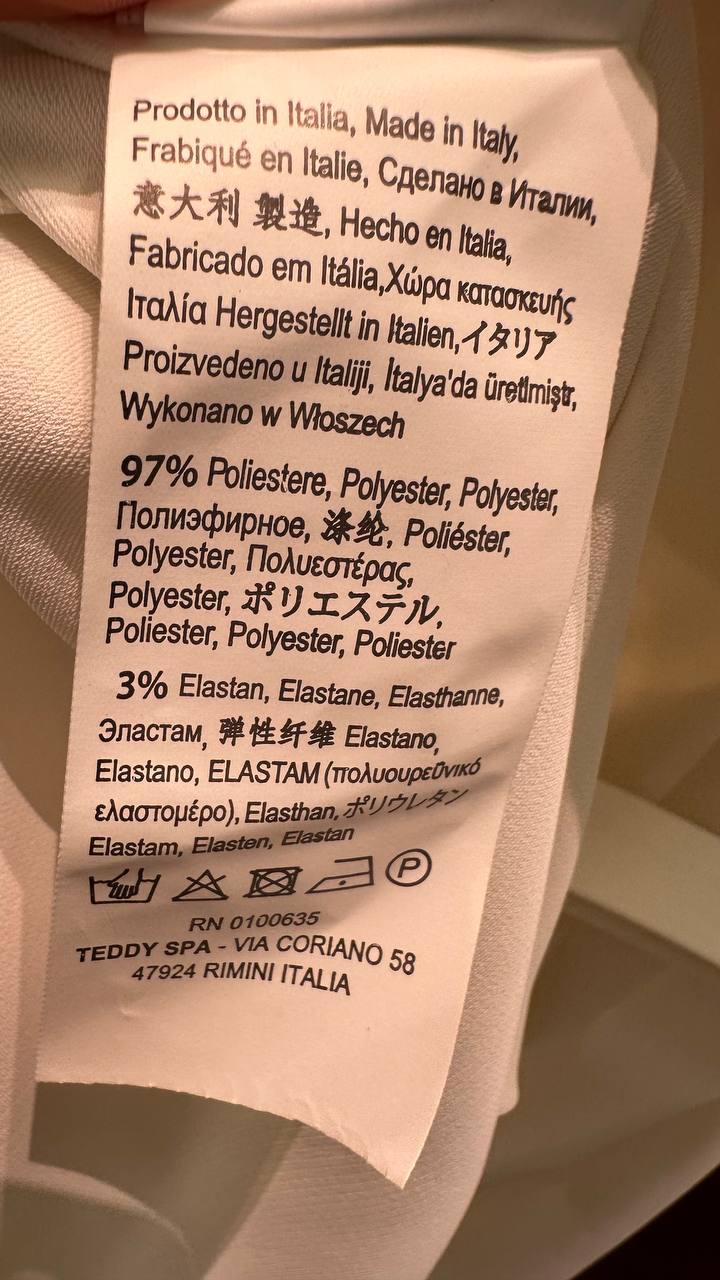 Prodotto in Italia, Made in Italy,
Frabiqué en Italie, Сделано в Италии,
意大利 製造, Hecho en Italia,
Fabricado em Itália,Χώρα κατασκευής
Ιταλία Hergestellt in Italien,イタリア
Proizvedeno u Italiji, İtalya'da üretlmiştr,
Wykonano w Włoszech
97% Poliestere, Polyester, Polyester,
Полиэфирное, 涤纶, Poliéster,
Polyester, Πολυεστέρας,
Polyester, ポリエステル,
Poliester, Polyester, Poliester
3% Elastan, Elastane, Elasthanne,
Эластам, 弹性纤维 Elastano,
Elastano, ELASTAM (πολυουρεθυνικό
ελαστομέρο), Elasthan, ポリウレタン
Elastam, Elasten, Elastan
P
RN 0100635
TEDDY SPA - VIA CORIANO 58
47924 RIMINI ITALIA